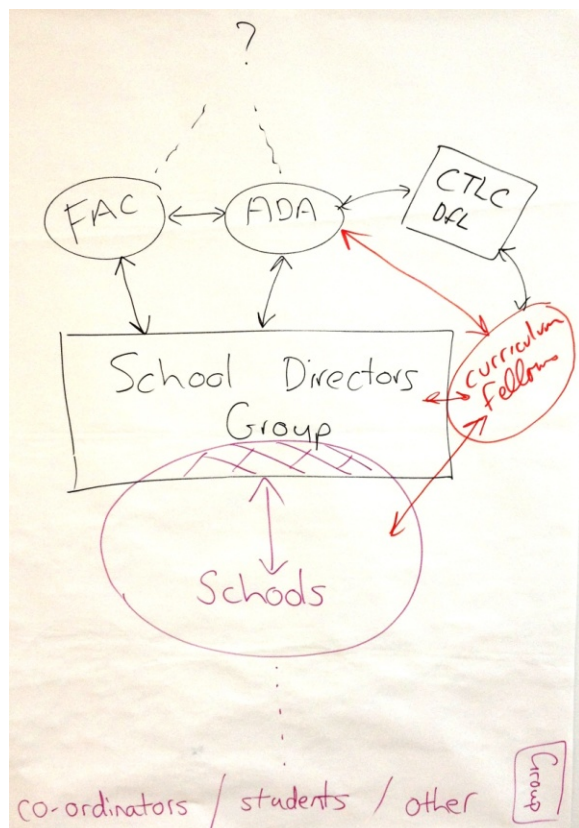 ?
FAC
ADA
CTLC
DfL
School Directors
Group
curriculum
Fellows
Schools
co-ordinators / students / other
Group